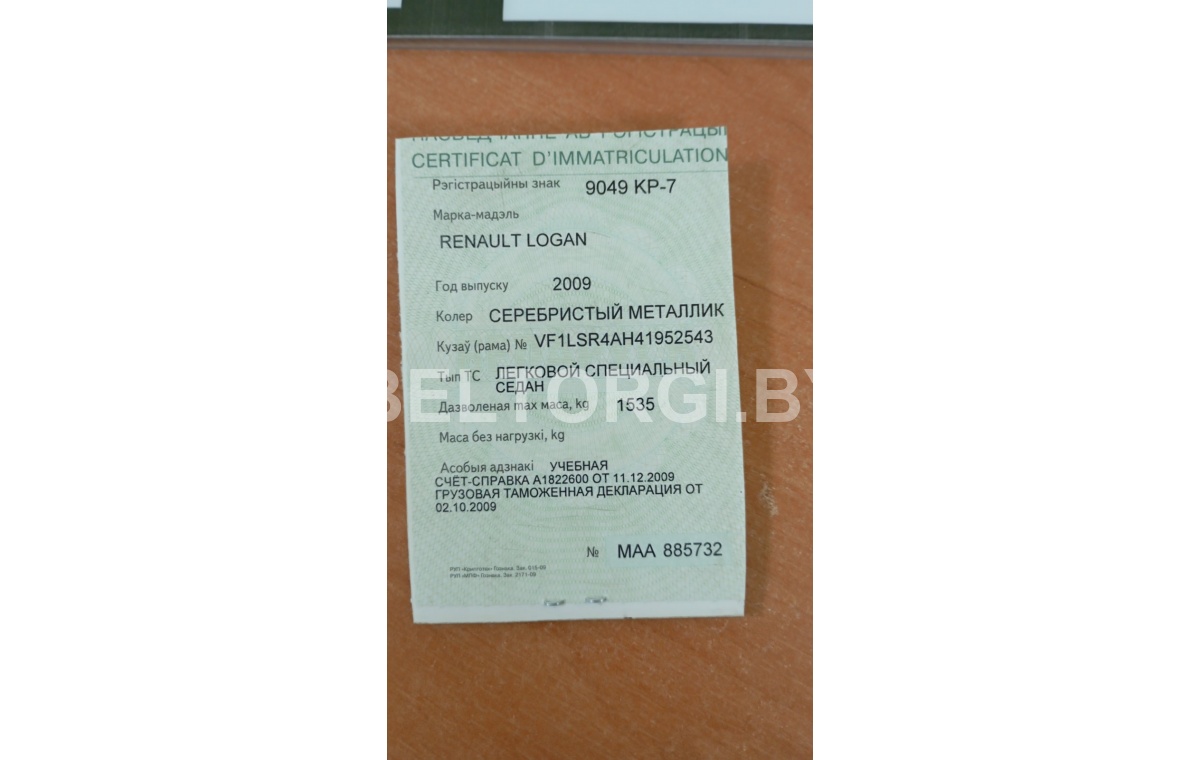 CERTIFICAT D'IMMATRICULATION
Рэгістрацыйны знак 9049 KP-7
Марка-мадэль
RENAULT LOGAN
Год выпуску 2009
Колер СЕРЕБРИСТЫЙ МЕТАЛЛИК
Кузаў (рама) № VF1LSR4AH41952543
Тып ТС ЛЕГКОВОЙ СПЕЦИАЛЬНЫЙ
СЕДАН
BELTORGI.BY
Дазволеная max маса, kg 1535
Маса без нагрузкі, kg
Асобыя адзнакі УЧЕБНАЯ
СЧЁТ-СПРАВКА А1822600 ОТ 11.12.2009
ГРУЗОВАЯ ТАМОЖЕННАЯ ДЕКЛАРАЦИЯ ОТ
02.10.2009
№ МАА 885732